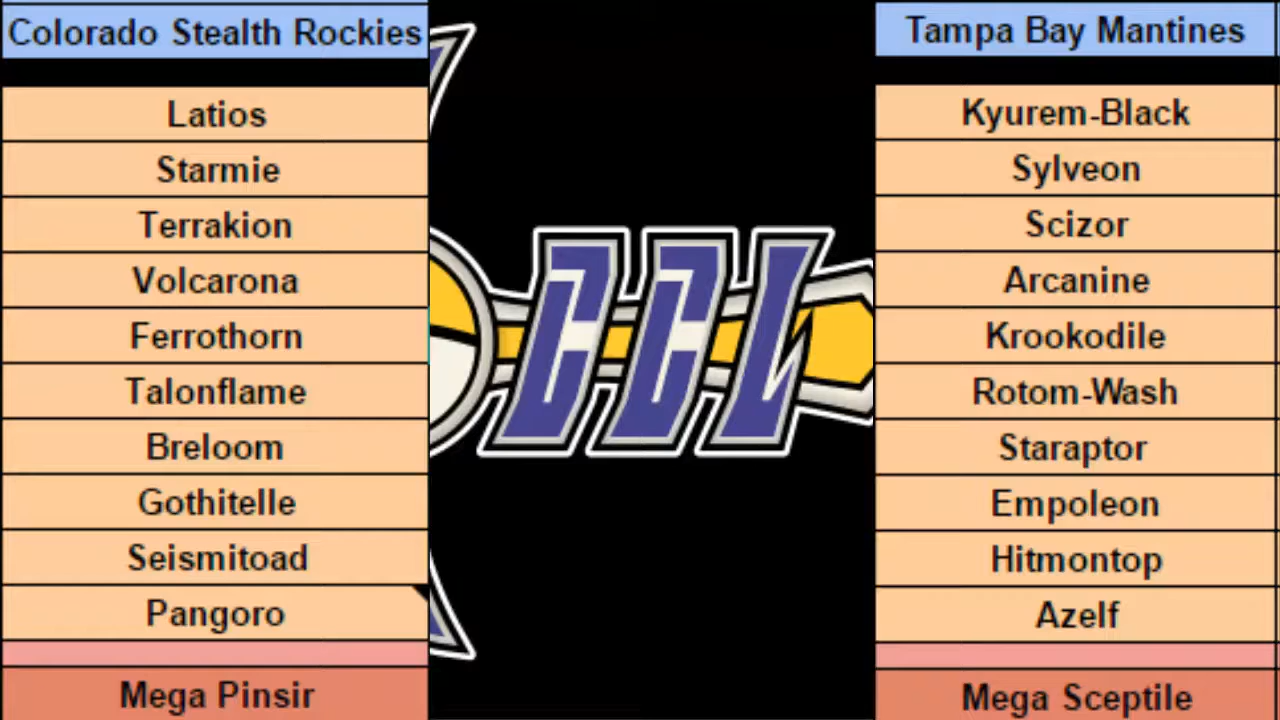 Colorado Stealth Rockies
Latios
Starmie
Terrakion
Volcarona
Ferrothorn
Talonflame
Breloom
Gothitelle
Seismitoad
Pangoro
Mega Pinsir
CCL
Tampa Bay Mantines
Kyurem-Black
Sylveon
Scizor
Arcanine
Krookodile
Rotom-Wash
Staraptor
Empoleon
Hitmontop
Azelf
Mega Sceptile